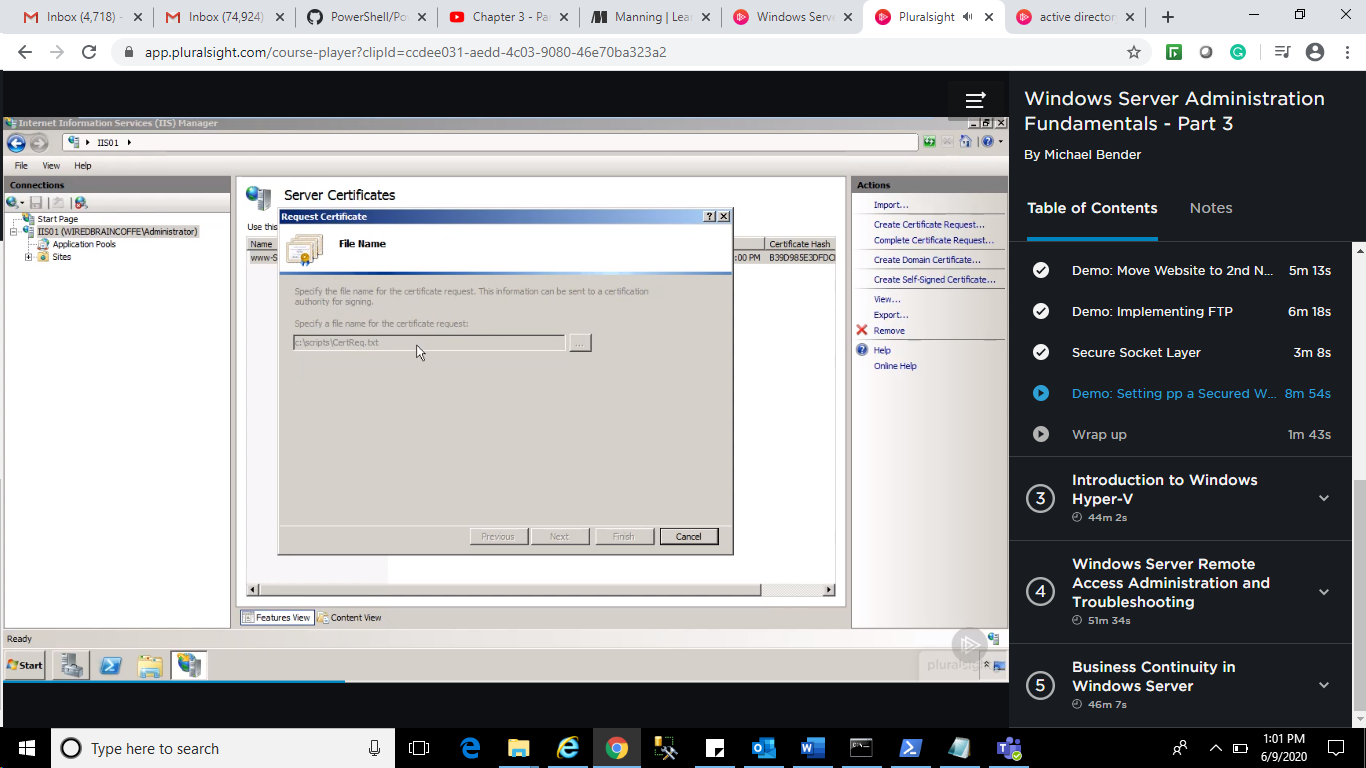 Inbox (4,718) -
Inbox (74,924)
PowerShell/Po
Chapter 3 - Pa
Manning | Lea
Windows Serv
Pluralsight
active director
app.pluralsight.com/course-player?clipId=ccdee031-aedd-4c03-9080-46e70ba323a2
Internet Information Services (IIS) Manager
IIS01
File View Help
Connections
Start Page
IIS01 (WIREDBRAINCOFFE\Administrator)
Application Pools
Sites
Server Certificates
Use this
Name
Certificate Hash
www-S
:00 PM
B39D985E3DFDC
Request Certificate
File Name
Specify the file name for the certificate request. This information can be sent to a certification
authority for signing.
Specify a file name for the certificate request:
c:\scripts\CertReq.txt
...
Previous
Next
Finish
Cancel
Features View
Content View
Actions
Import...
Create Certificate Request...
Complete Certificate Request...
Create Domain Certificate...
Create Self-Signed Certificate...
View...
Export...
Remove
Help
Online Help
Ready
Start
pluralsight
Windows Server Administration
Fundamentals - Part 3
By Michael Bender
Table of Contents
Notes
Demo: Move Website to 2nd N... 5m 13s
Demo: Implementing FTP 6m 18s
Secure Socket Layer 3m 8s
Demo: Setting pp a Secured W... 8m 54s
Wrap up 1m 43s
3
Introduction to Windows
Hyper-V
44m 2s
4
Windows Server Remote
Access Administration and
Troubleshooting
51m 34s
5
Business Continuity in
Windows Server
46m 7s
Type here to search
1:01 PM
6/9/2020